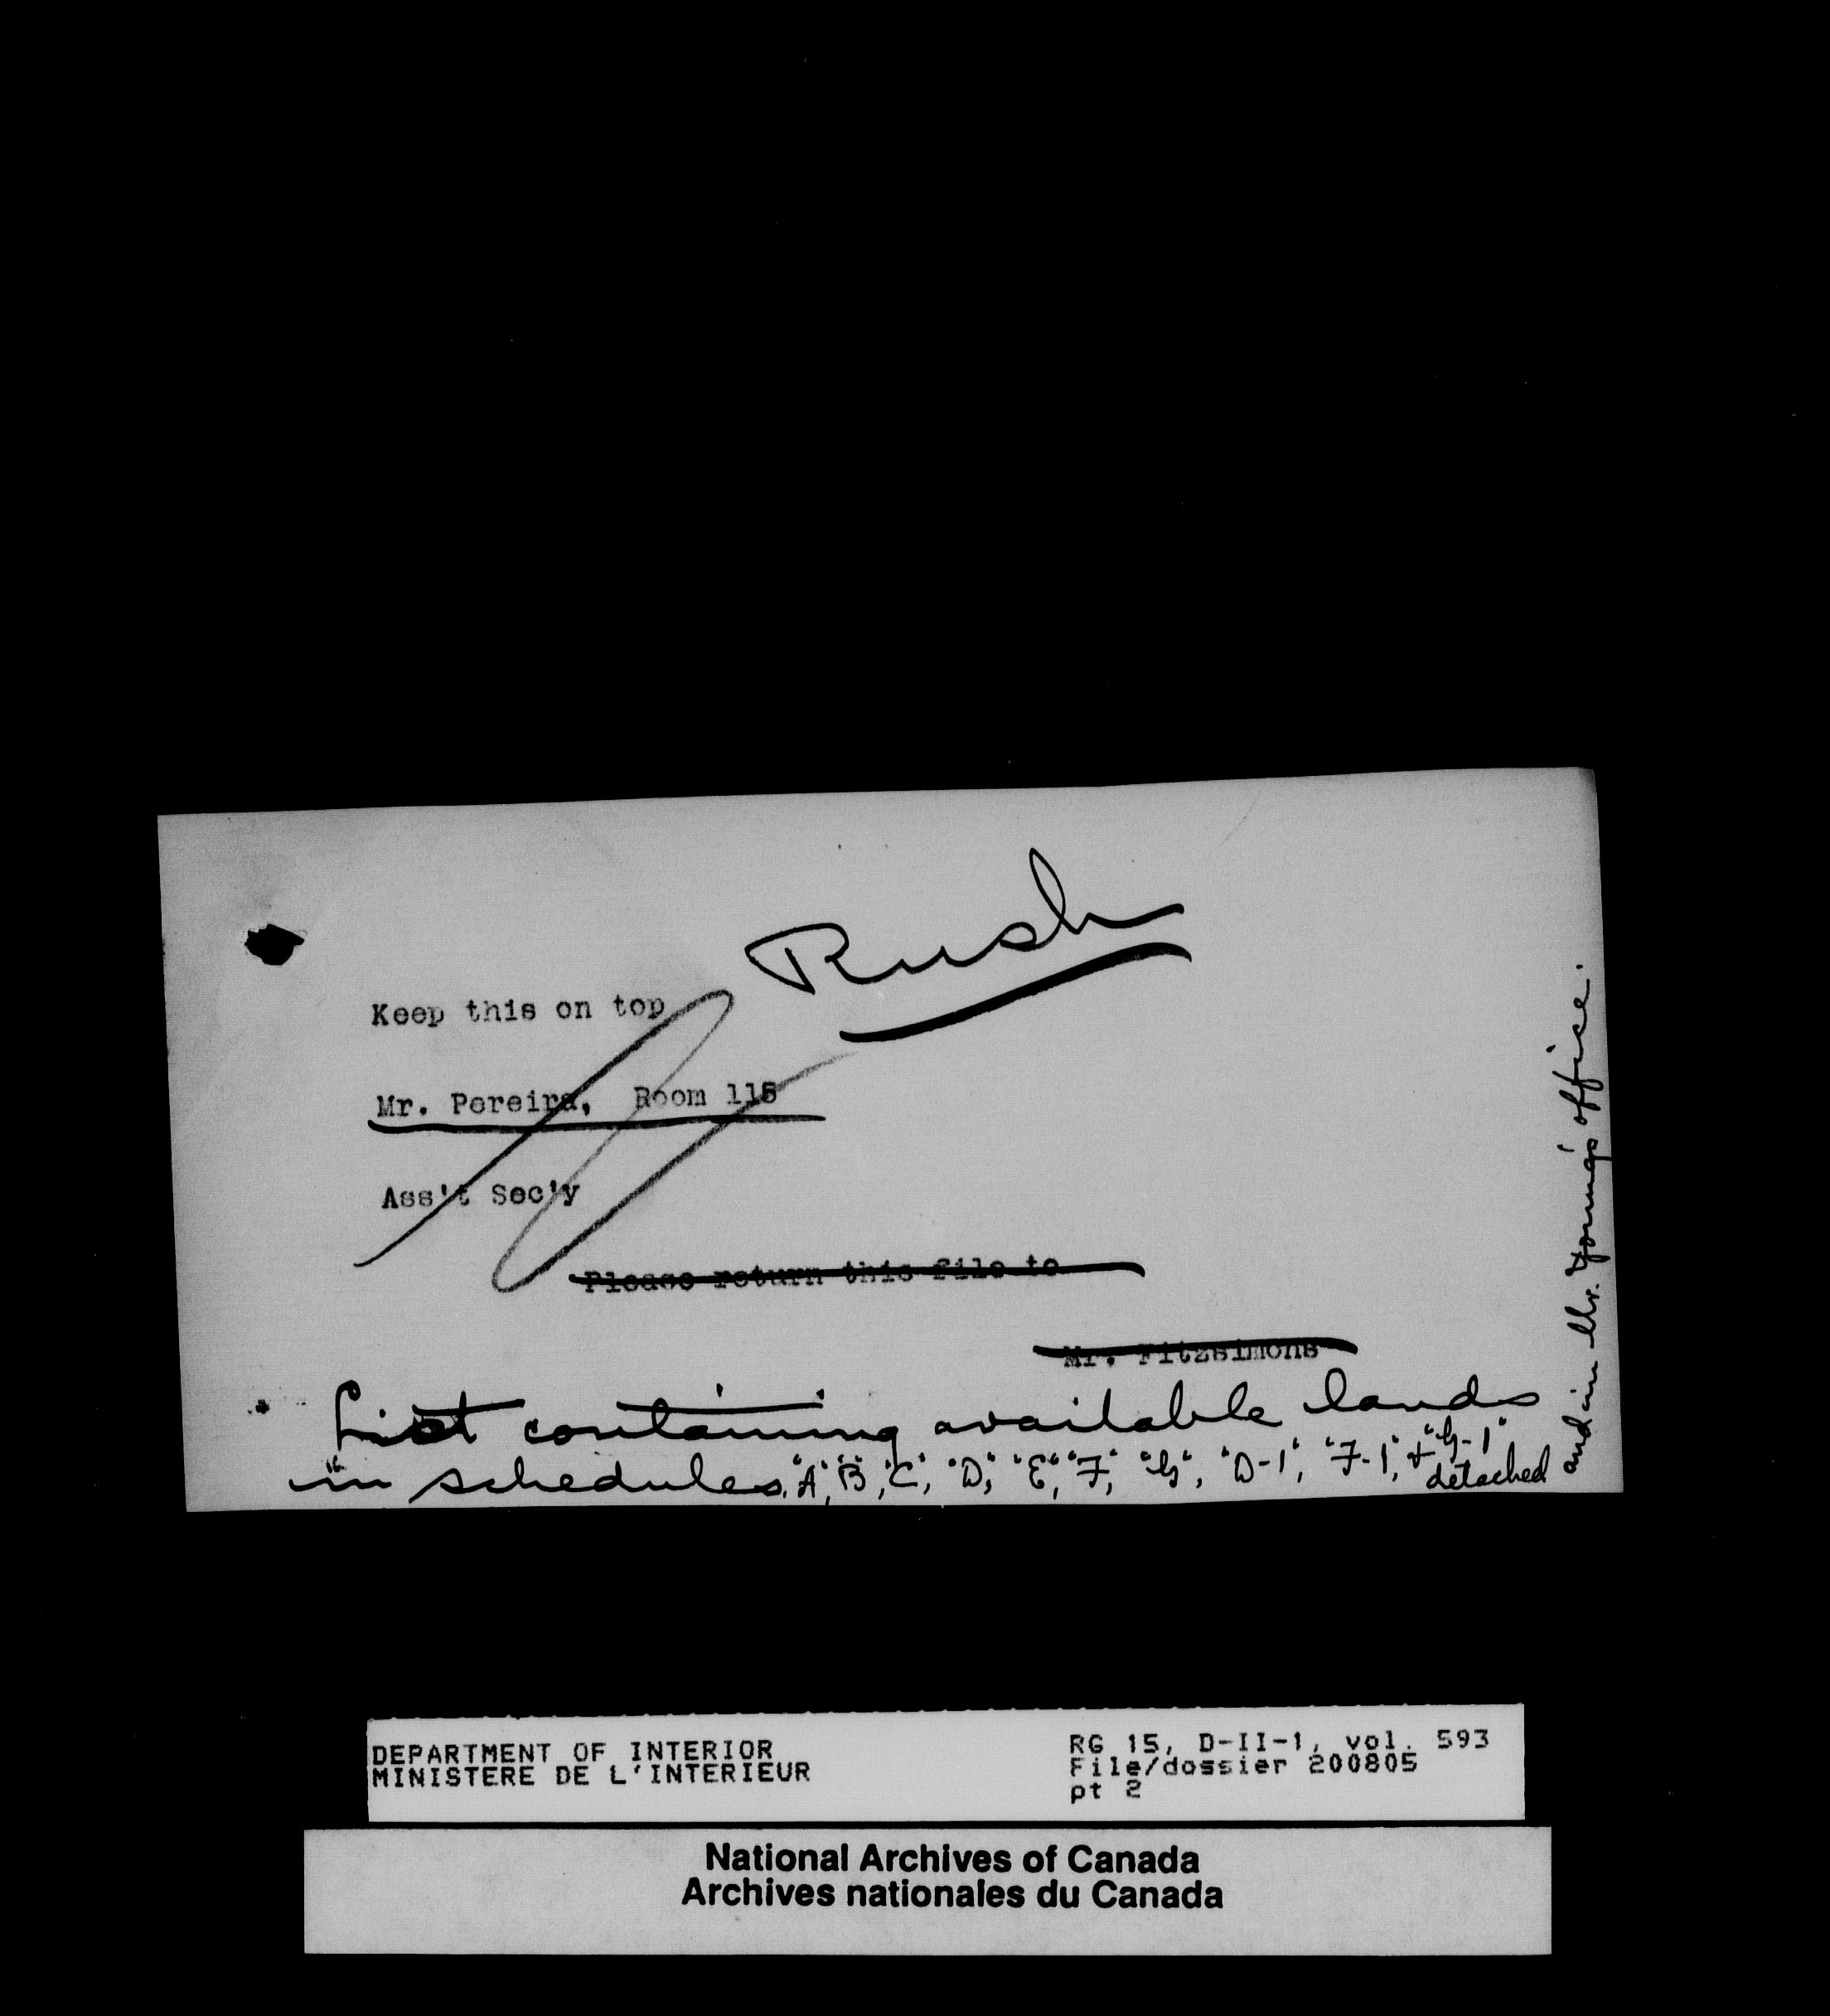 Rush
Keep this on top
Mr. Pereira, Room 115
Ass't Sec'y
Please return this file to
Mr. Fitzsimons
List containing available lands
in schedules "A", "B", "C", "D", "E", "F", "G", "D-1", "F-1", & "G-1"
detached
and in Mr. Young's office.
DEPARTMENT OF INTERIOR
MINISTERE DE L'INTERIEUR
RG 15, D-II-1, vol. 593
File/dossier 200805
pt 2
National Archives of Canada
Archives nationales du Canada